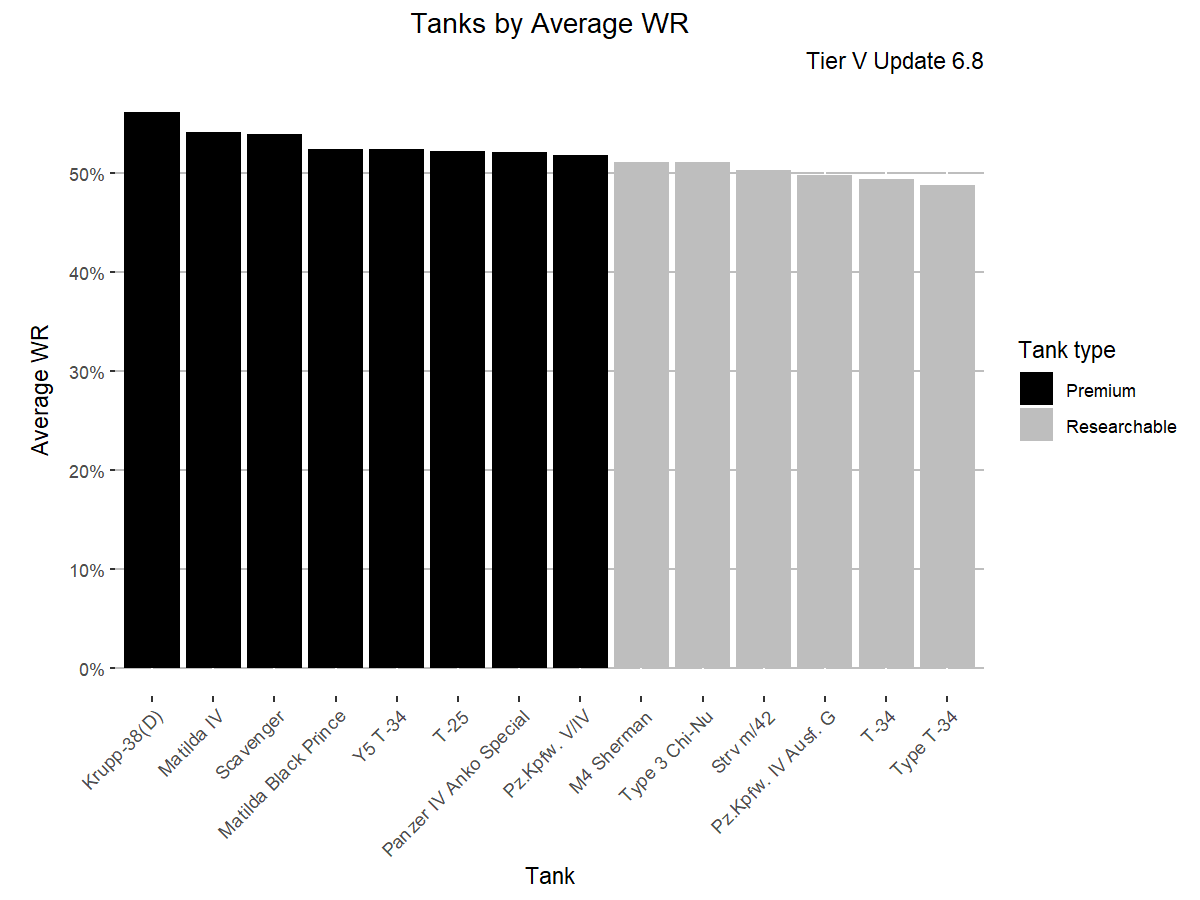 Tanks by Average WR
Tier V Update 6.8
Average WR
50%
40%
30%
20%
10%
0%
Krupp-38(D)
Matilda IV
Scavenger
Matilda Black Prince
Y5 T-34
T-25
Panzer IV Anko Special
Pz.Kpfw. V/IV
M4 Sherman
Type 3 Chi-Nu
Strv m/42
Pz.Kpfw. IV Ausf. G
T-34
Type T-34
Tank
Tank type
Premium
Researchable